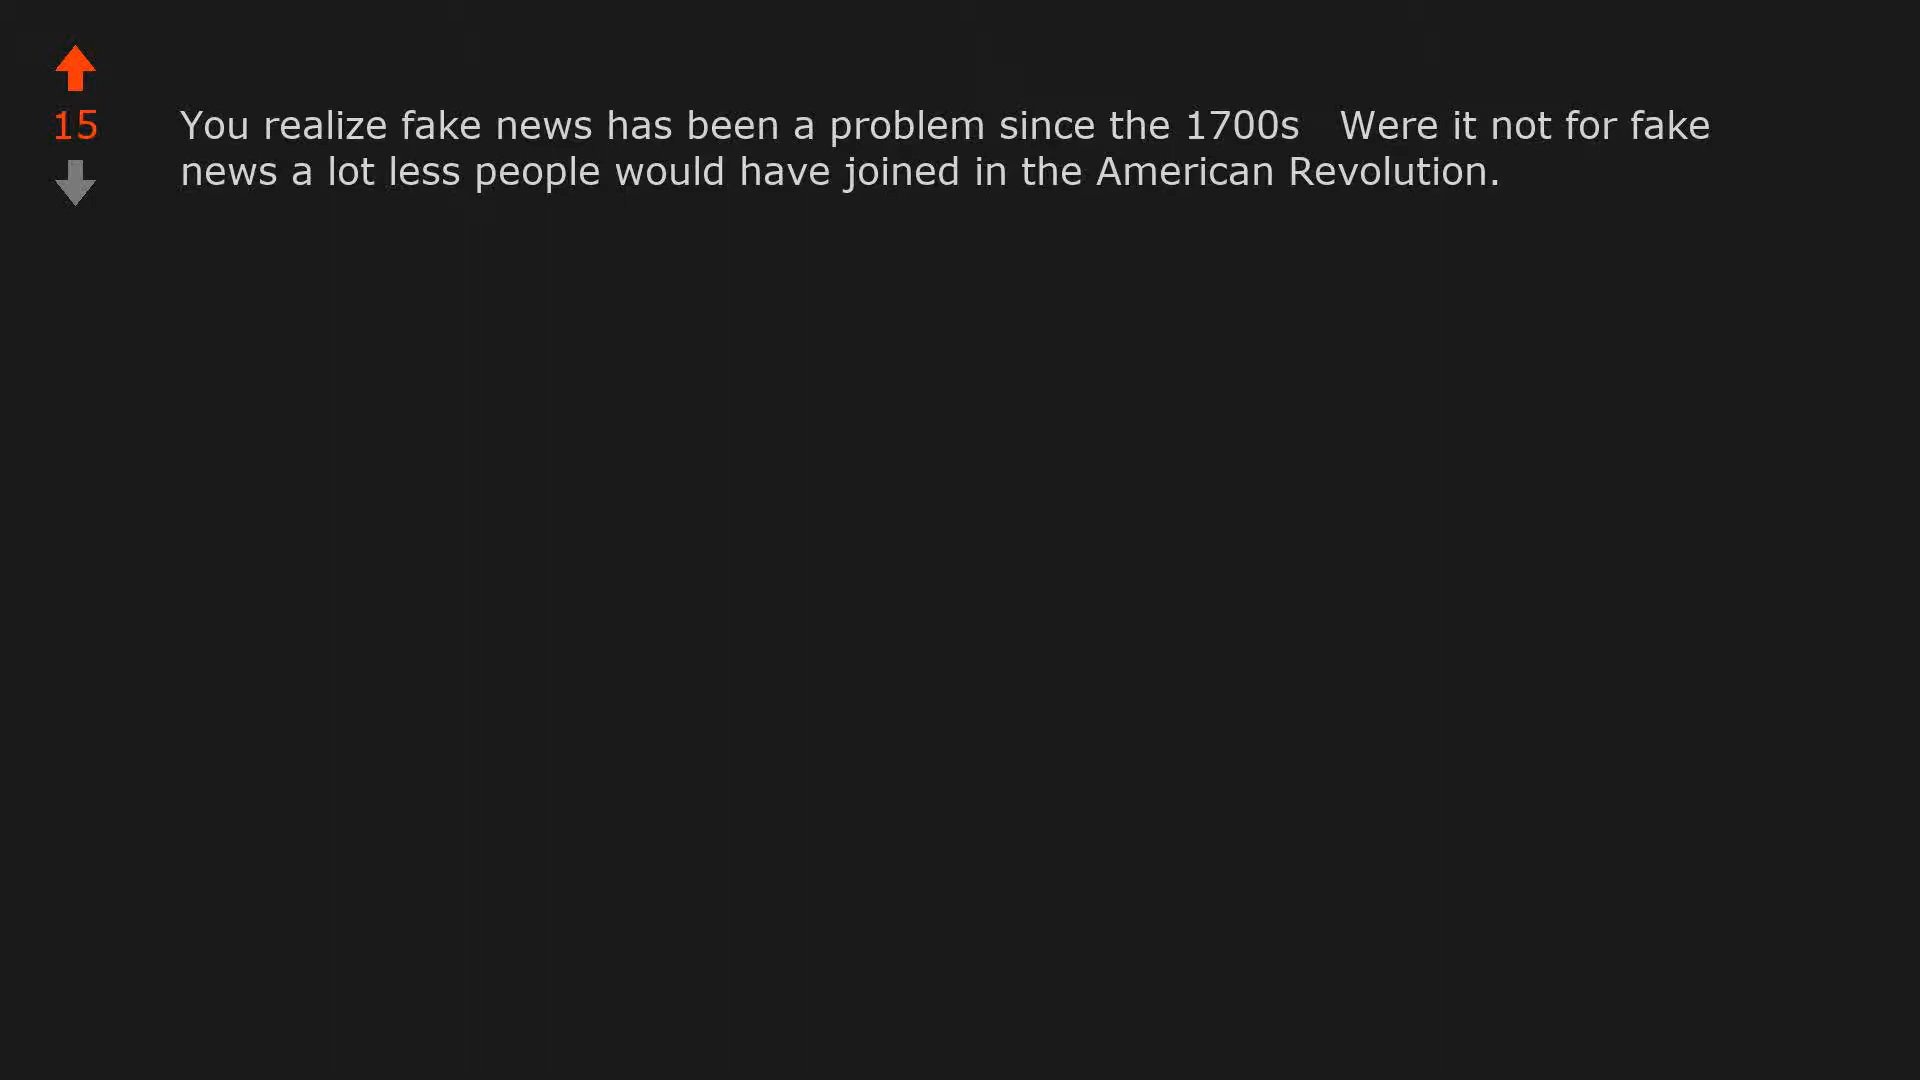 15
You realize fake news has been a problem since the 1700s   Were it not for fake
news a lot less people would have joined in the American Revolution.